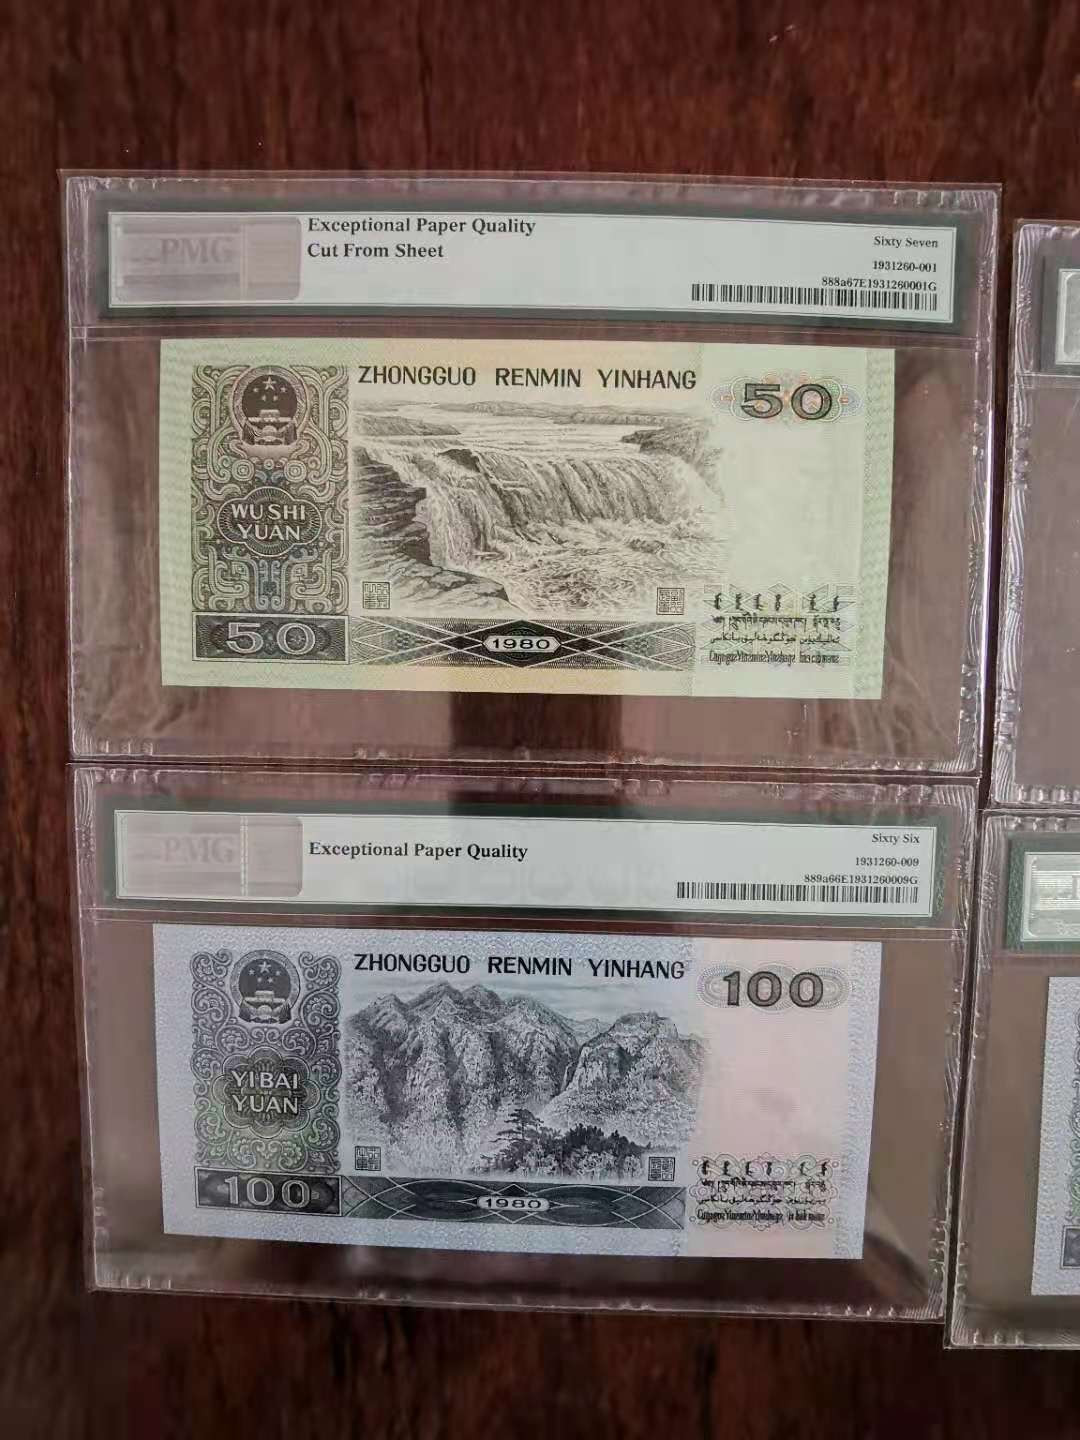 PMG
Exceptional Paper Quality
Cut From Sheet
Sixty Seven
1931260-001
888a67E1931260001G
ZHONGGUO RENMIN YINHANG
50
WU SHI
YUAN
50
1980
PMG
Exceptional Paper Quality
Sixty Six
1931260-009
889a66E1931260009G
ZHONGGUO RENMIN YINHANG
100
YI BAI
YUAN
100
1980